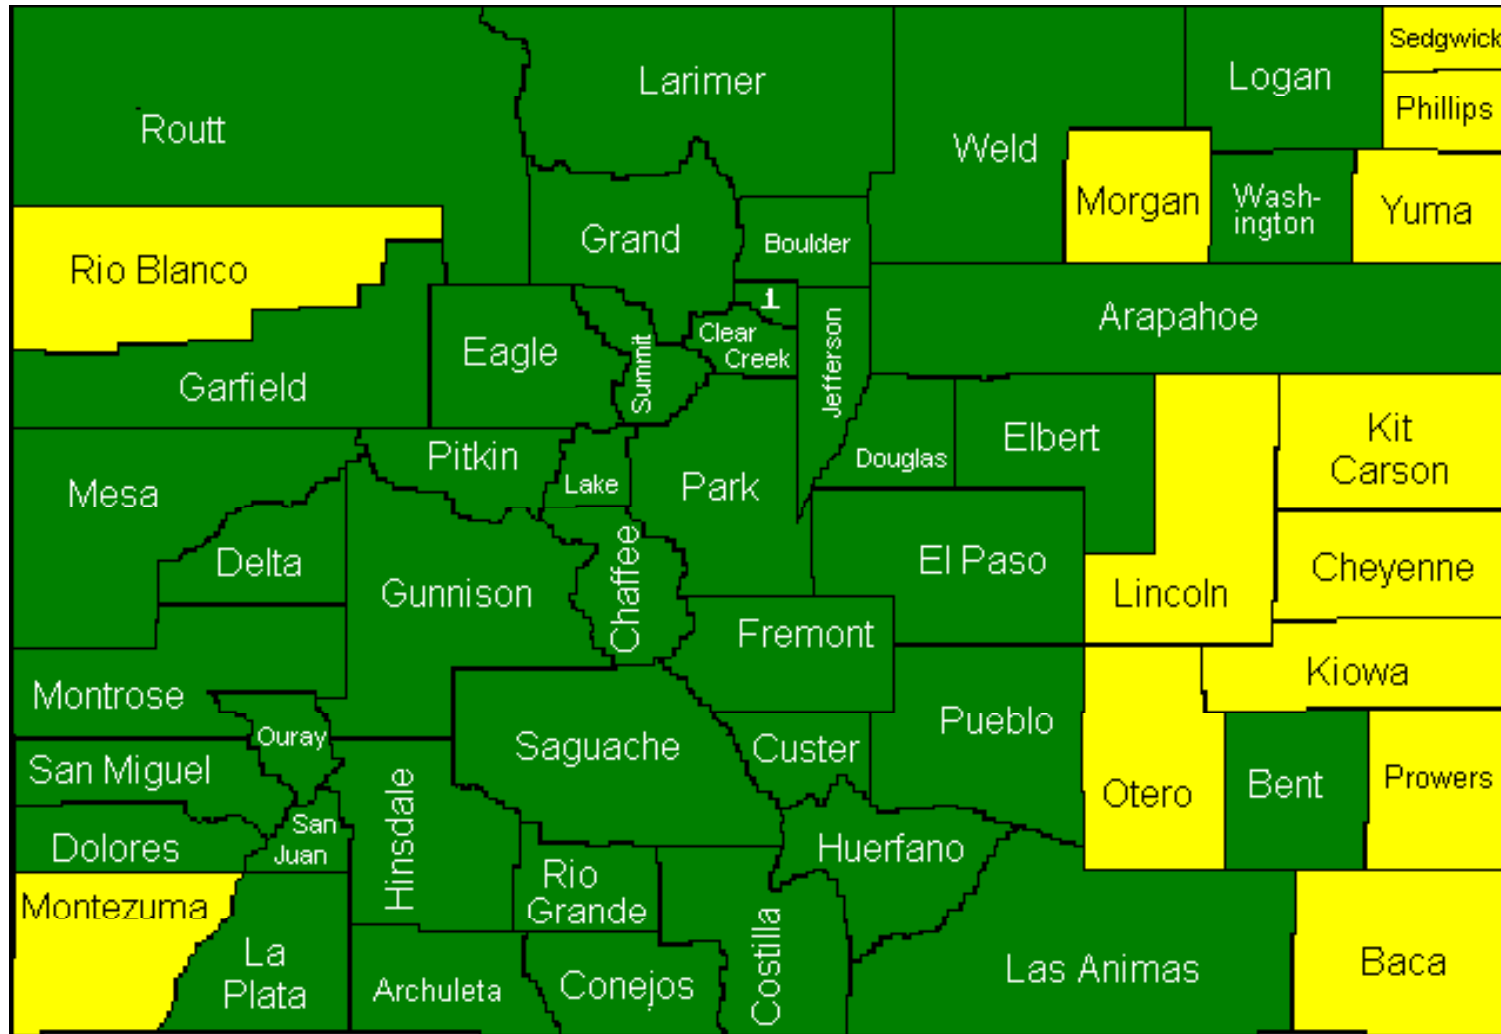 Sedgwick
Larimer
Logan
Phillips
Routt
Weld
Morgan
Wash-
ington
Yuma
Grand
Boulder
Rio Blanco
1
Arapahoe
Clear
Creek
Eagle
Summit
Jefferson
Garfield
Kit
Carson
Elbert
Pitkin
Douglas
Lake
Park
Mesa
Delta
El Paso
Cheyenne
Gunnison
Chaffee
Lincoln
Fremont
Kiowa
Montrose
Pueblo
Ouray
Saguache
Custer
San Miguel
Prowers
Bent
Otero
Hinsdale
San
Juan
Dolores
Huerfano
Rio
Grande
Montezuma
Costilla
La
Plata
Archuleta
Conejos
Las Animas
Baca